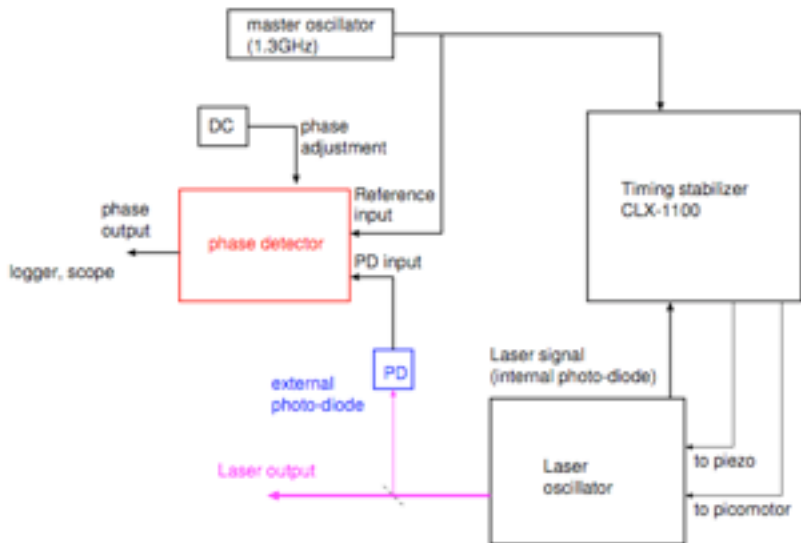 master oscillator
(1.3GHz)
DC
phase
adjustment
Timing stabilizer
CLX-1100
Reference
input
phase
output
phase detector
PD input
logger, scope
PD
Laser signal
(internal photo-diode)
external
photo-diode
Laser output
Laser
oscillator
to piezo
to picomotor